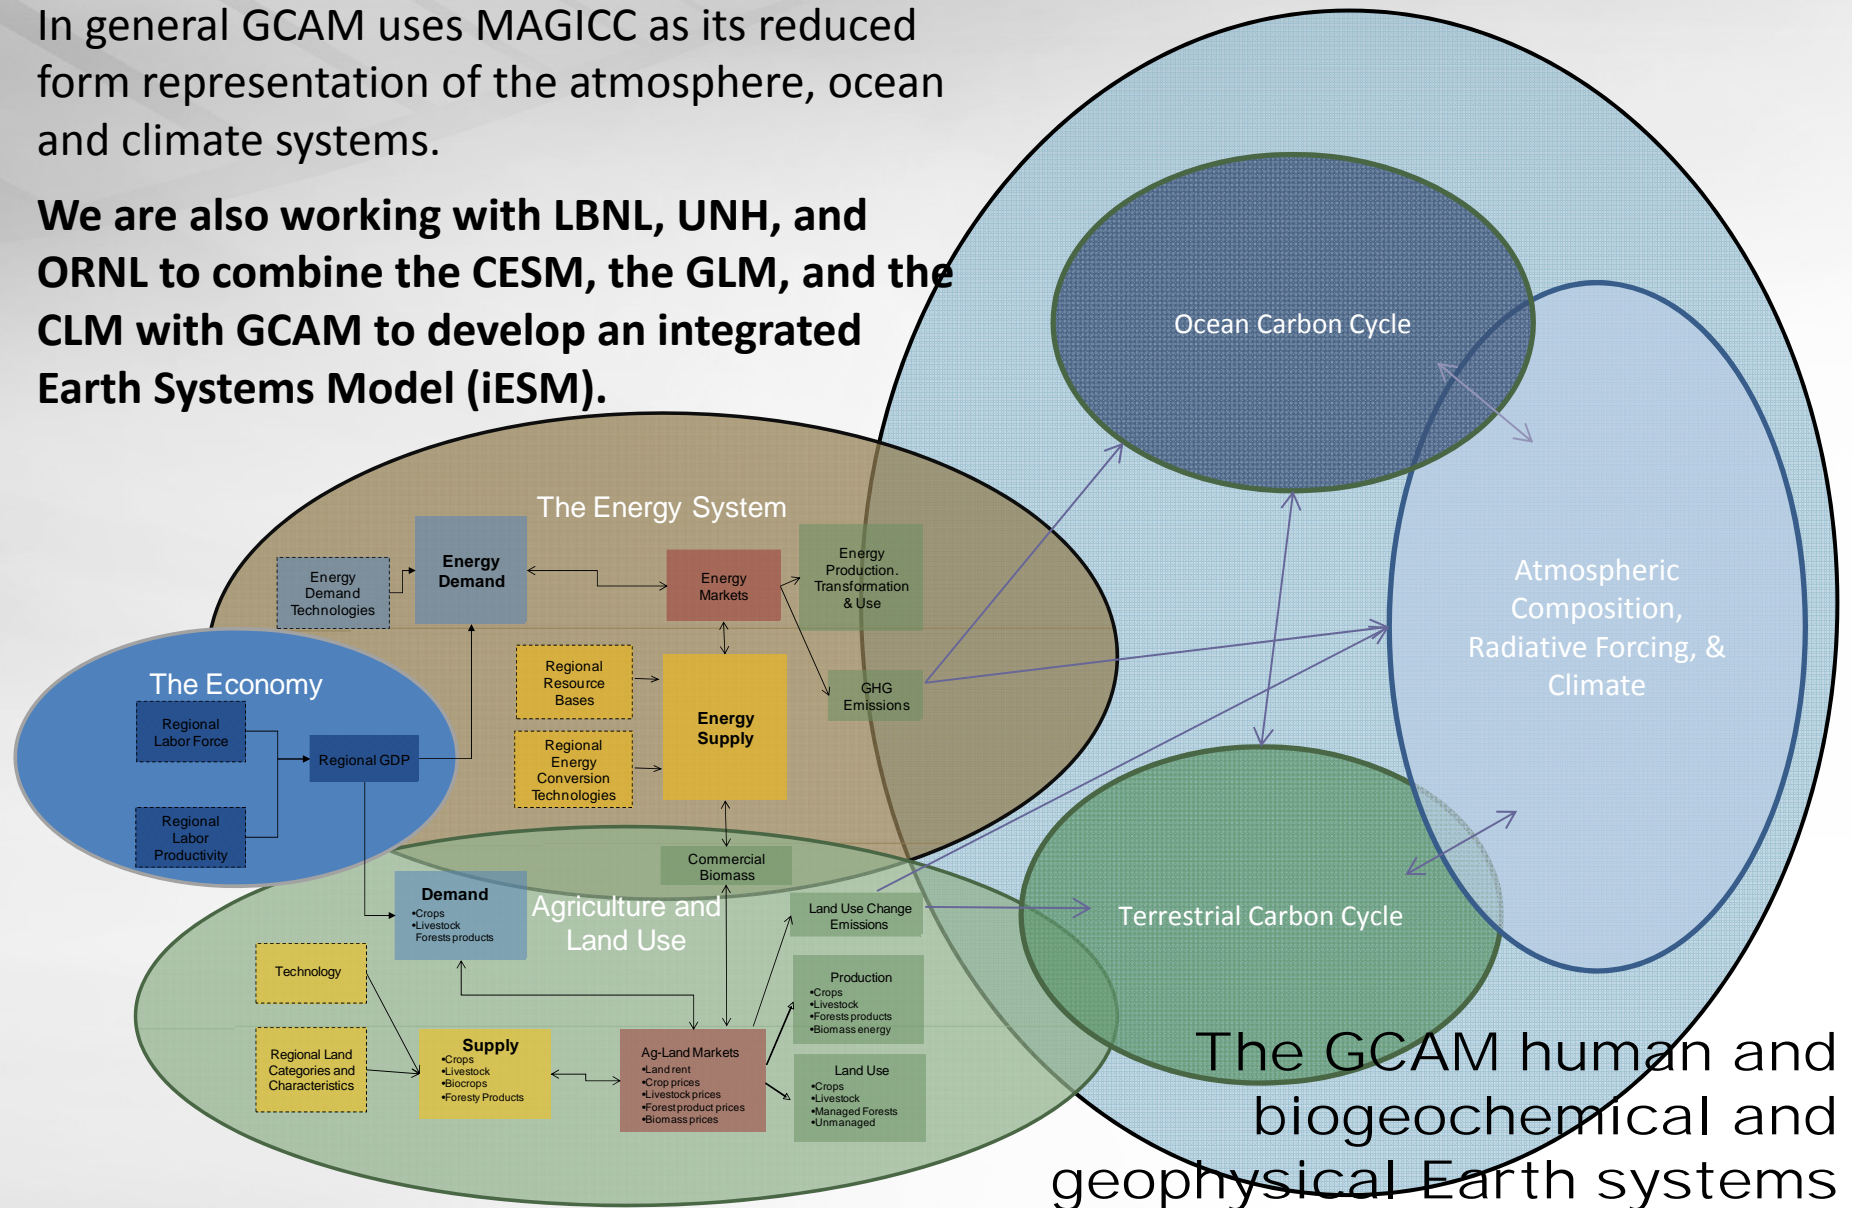 In general GCAM uses MAGICC as its reduced
form representation of the atmosphere, ocean
and climate systems.
We are also working with LBNL, UNH, and
ORNL to combine the CESM, the GLM, and the
CLM with GCAM to develop an integrated
Earth Systems Model (iESM).
Ocean Carbon Cycle
Atmospheric
Composition,
Radiative Forcing, &
Climate
Terrestrial Carbon Cycle
The Energy System
Energy
Demand
Technologies
Energy
Demand
Energy
Markets
Energy
Production.
Transformation
& Use
Regional
Resource
Bases
Energy
Supply
GHG
Emissions
Regional
Energy
Conversion
Technologies
The Economy
Regional
Labor Force
Regional GDP
Regional
Labor
Productivity
Commercial
Biomass
Agriculture and
Land Use
Demand
•Crops
•Livestock
Forests products
Land Use Change
Emissions
Technology
Production
•Crops
•Livestock
•Forests products
•Biomass energy
Regional Land
Categories and
Characteristics
Supply
•Crops
•Livestock
•Biocrops
•Foresty Products
Ag-Land Markets
•Land rent
•Crop prices
•Livestock prices
•Forest product prices
•Biomass prices
Land Use
•Crops
•Livestock
•Managed Forests
•Unmanaged
The GCAM human and
biogeochemical and
geophysical Earth systems